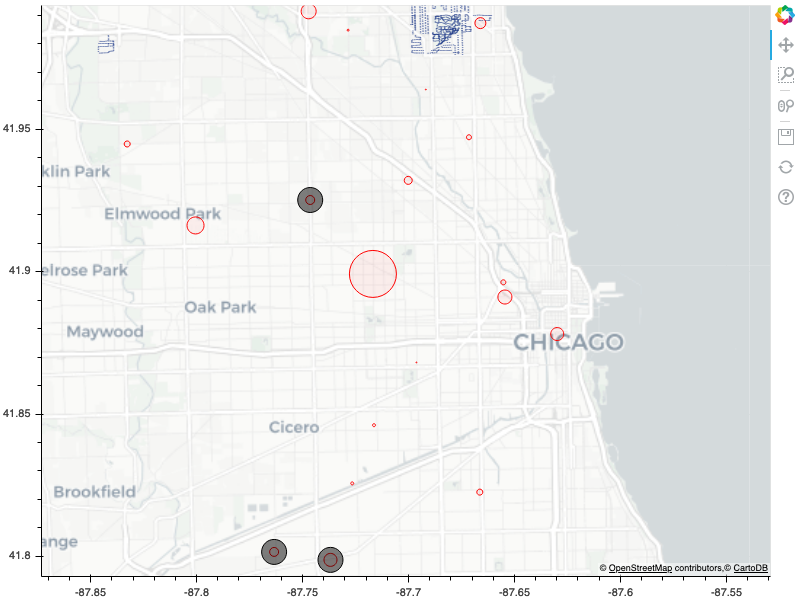 41.95
klin Park
Elmwood Park
41.9
elrose Park
Oak Park
Maywood
CHICAGO
41.85
Cicero
Brookfield
ange
41.8
© OpenStreetMap contributors,© CartoDB
-87.85
-87.8
-87.75
-87.7
-87.65
-87.6
-87.55